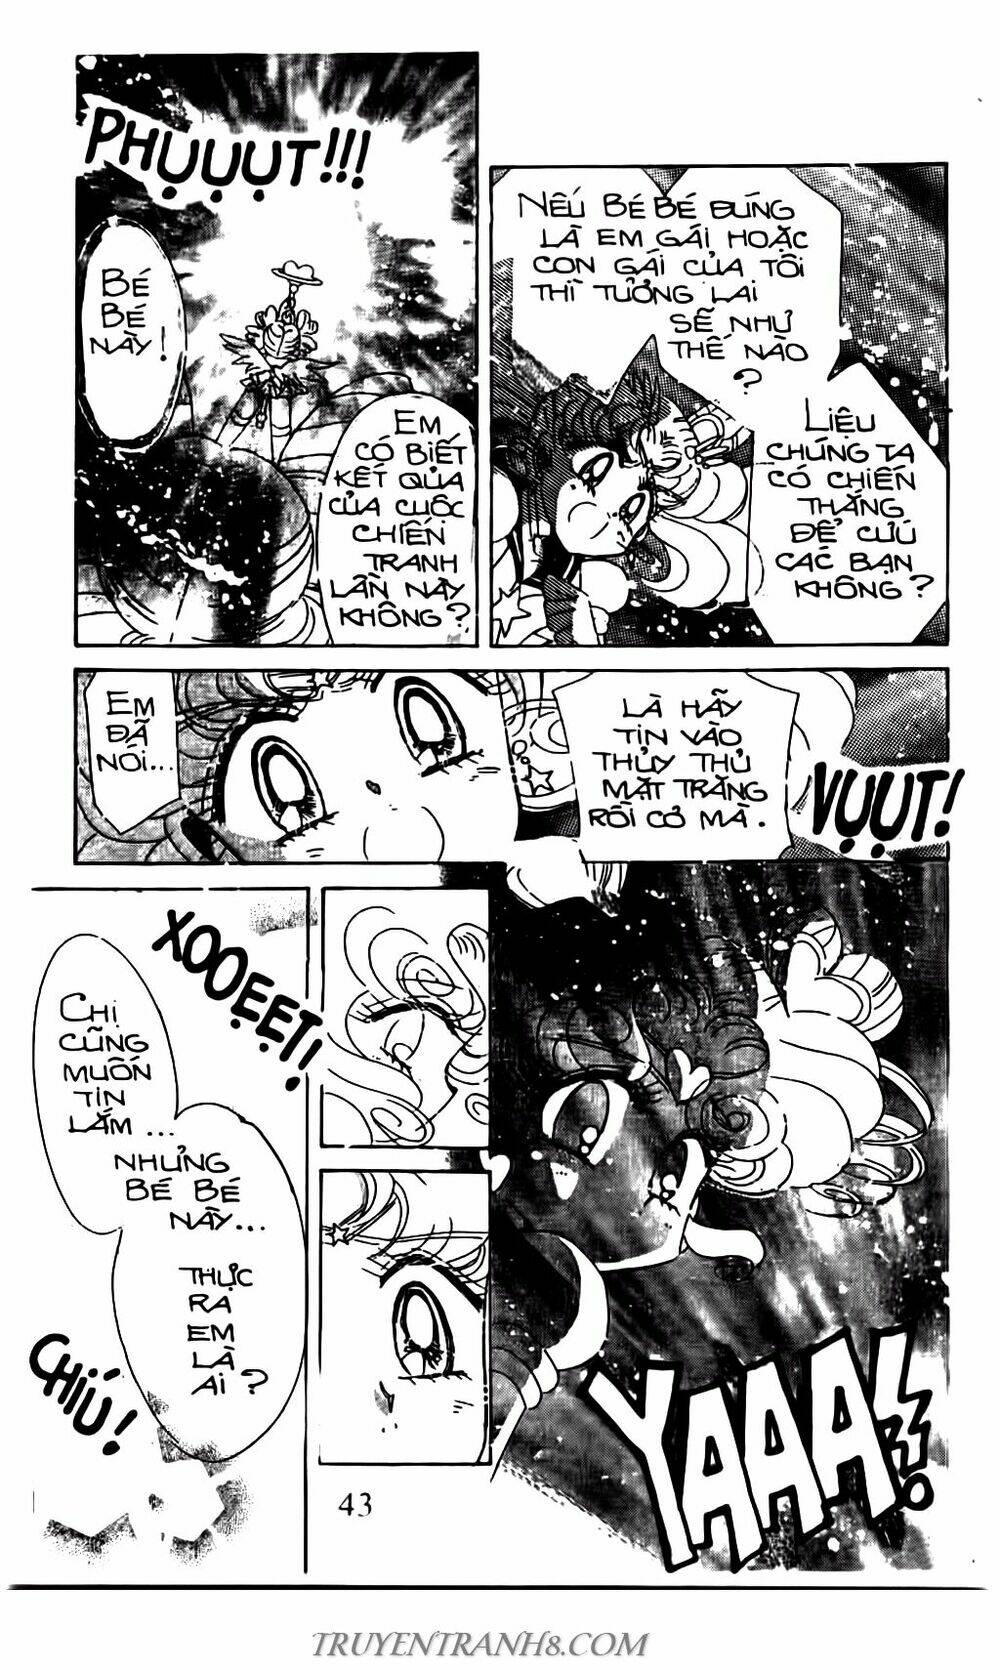 PHỤỤỤT!!!
BÉ
BÉ
NÀY!
EM
CÓ BIẾT
KẾT QỦA
CỦA CUỘC
CHIẾN
TRANH
LẦN NÀY
KHÔNG?
NẾU BÉ BÉ ĐÚNG
LÀ EM GÁI HOẶC
CON GÁI CỦA TÔI
THÌ TƯỞNG LAI
SẼ NHƯ
THẾ NÀO
?
LIỆU
CHÚNG TA
CÓ CHIẾN
THẮNG
ĐỂ CỨU
CÁC BẠN
KHÔNG?
EM
ĐÃ
NÓI...
LÀ HÃY
TIN VÀO
THỦY THỦ
MẶT TRĂNG
RỒI CƠ MÀ.
VỤỤT!
XOOẸẸT!
CHỊ
CŨNG
MUỐN
TIN
LẮM...
NHƯNG
BÉ BÉ
NÀY...
THỰC
RA
EM
LÀ
AI?
CHÍU!
YAAA!!
43
TRUYENTRANH8.COM